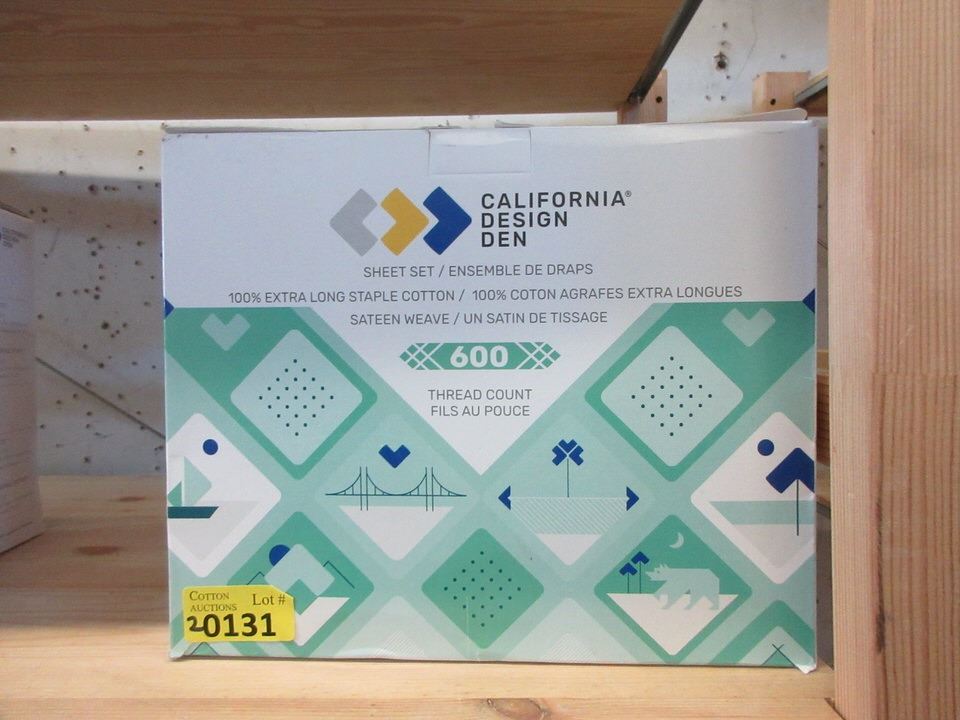 CALIFORNIA®
DESIGN
DEN
SHEET SET / ENSEMBLE DE DRAPS
100% EXTRA LONG STAPLE COTTON / 100% COTON AGRAFES EXTRA LONGUES
SATEEN WEAVE / UN SATIN DE TISSAGE
600
THREAD COUNT
FILS AU POUCE
COTTON
AUCTIONS Lot #
20131